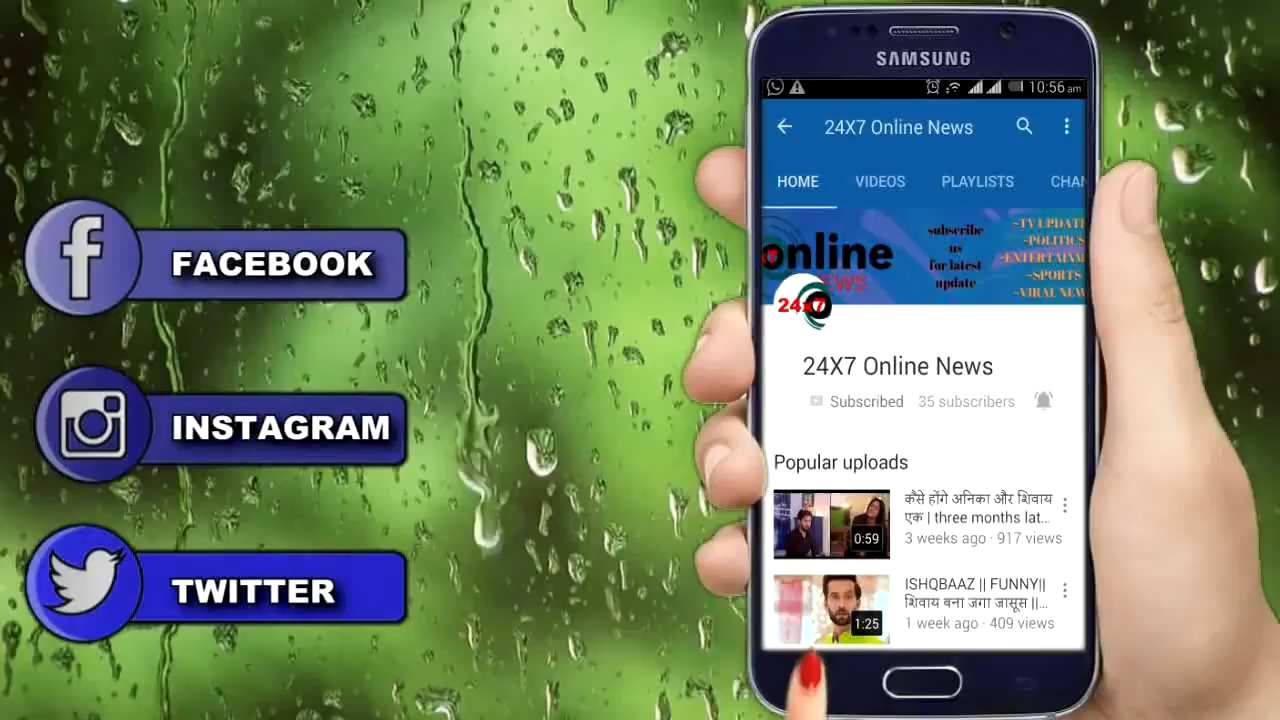 FACEBOOK
INSTAGRAM
TWITTER
SAMSUNG
10:56 am
24X7 Online News
HOME VIDEOS PLAYLISTS CHAN
online
NEWS
subscribe
us
for latest
update
~TV UPDATE
~POLITICS
~ENTERTAINM
~SPORTS
~VIRAL NEW
24x7
24X7 Online News
Subscribed 35 subscribers
Popular uploads
कैसे होंगे अनिका और शिवाय
एक | three months lat...
3 weeks ago · 917 views
0:59
ISHQBAAZ || FUNNY||
शिवाय बना जगा जासूस ||...
1 week ago · 409 views
1:25